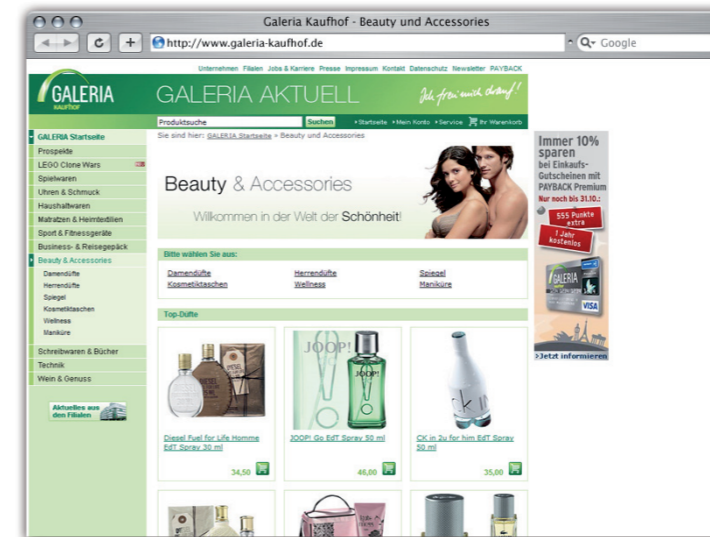 Galeria Kaufhof - Beauty und Accessories
http://www.galeria-kaufhof.de
Google
Unternehmen Filialen Jobs & Karriere Presse Impressum Kontakt Datenschutz Newsletter PAYBACK
GALERIA
KAUFHOF
GALERIA AKTUELL
Ich freu mich drauf!
Produktsuche
Suchen
Startseite Mein Konto Service Ihr Warenkorb
Sie sind hier: GALERIA Startseite > Beauty und Accessories
GALERIA Startseite
Prospekte
LEGO Clone Wars
Spielwaren
Uhren & Schmuck
Haushaltwaren
Matratzen & Heimtextilien
Sport & Fitnessgeräte
Business- & Reisegepäck
Beauty & Accessories
Damendüfte
Herrendüfte
Spiegel
Kosmetiktaschen
Wellness
Maniküre
Schreibwaren & Bücher
Technik
Wein & Genuss
Aktuelles aus
den Filialen
Beauty & Accessories
Willkommen in der Welt der Schönheit!
Bitte wählen Sie aus:
Damendüfte Herrendüfte Spiegel
Kosmetiktaschen Wellness Maniküre
Top-Düfte
JOOP!
CK IN
Diesel Fuel for Life Homme
EdT Spray 30 ml
34,50
JOOP! Go EdT Spray 50 ml
46,00
CK in 2u for him EdT Spray
50 ml
35,00
Immer 10%
sparen
bei Einkaufs-
Gutscheinen mit
PAYBACK Premium
Nur noch bis 31.10.:
555 Punkte
extra
1 Jahr
kostenlos
GALERIA
VISA
>Jetzt informieren